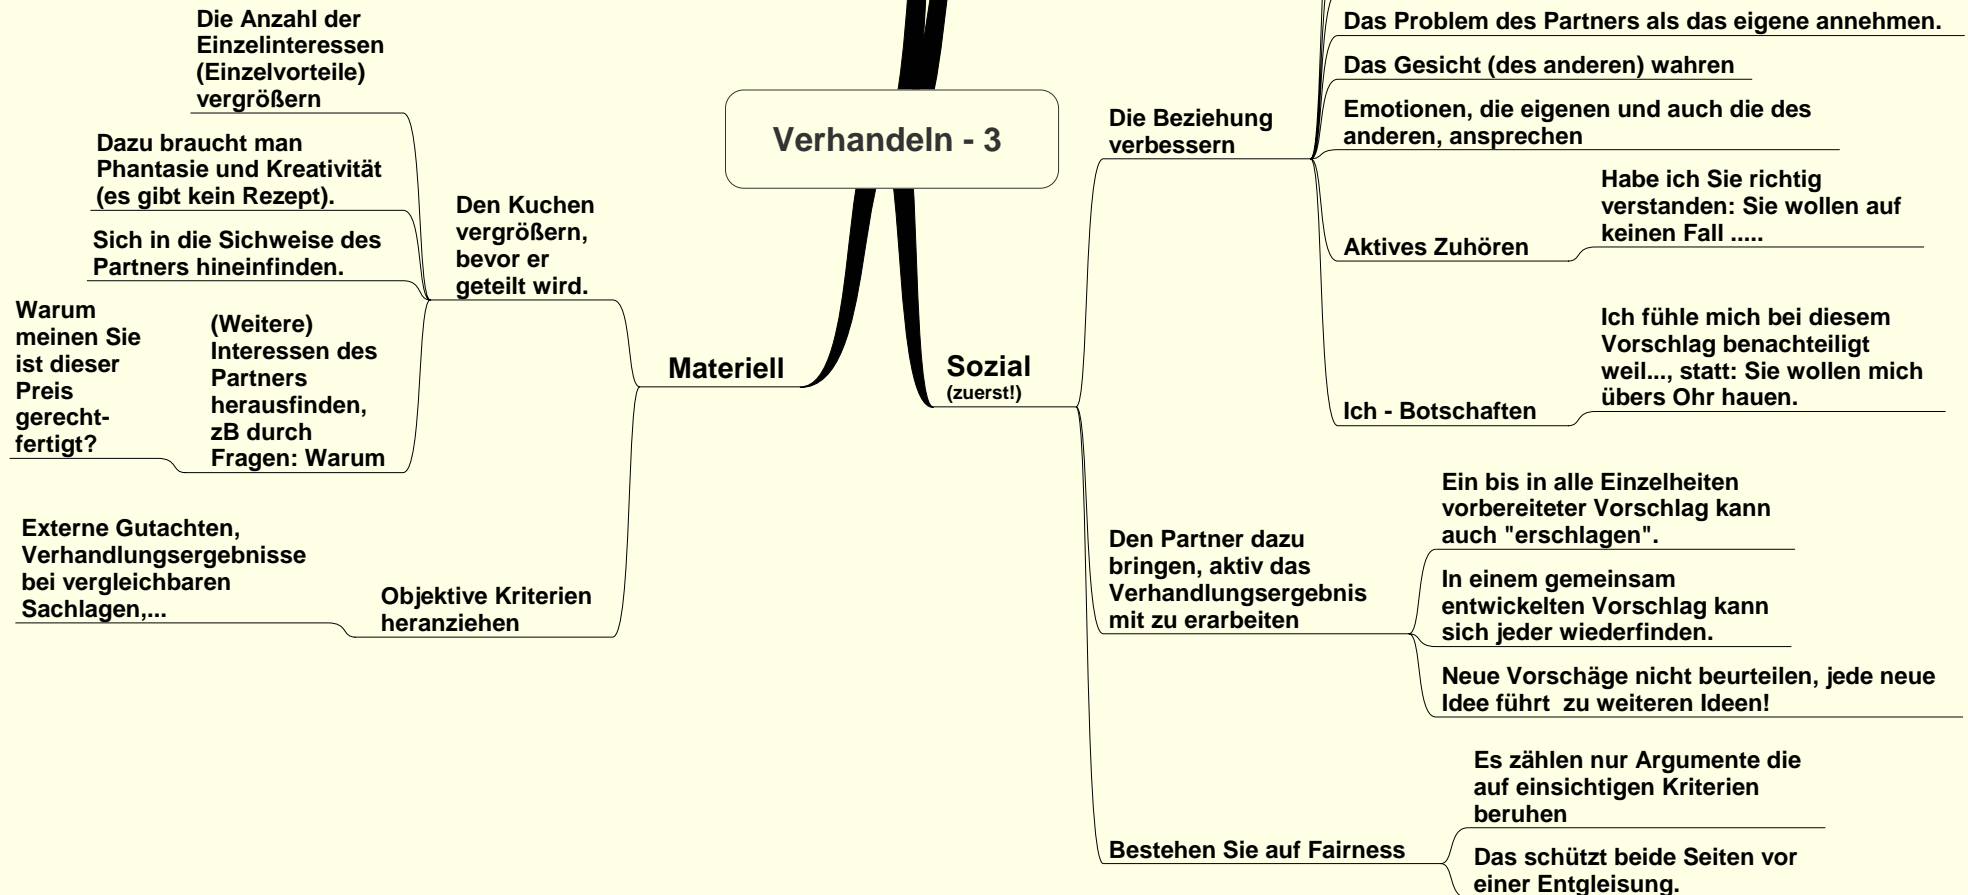 Verhandeln - 3
Materiell
Den Kuchen
vergrößern,
bevor er
geteilt wird.
Die Anzahl der
Einzelinteressen
(Einzelvorteile)
vergrößern
Dazu braucht man
Phantasie und Kreativität
(es gibt kein Rezept).
Sich in die Sichweise des
Partners hineinfinden.
(Weitere)
Interessen des
Partners
herausfinden,
zB durch
Fragen: Warum
Warum
meinen Sie
ist dieser
Preis
gerecht-
fertigt?
Objektive Kriterien
heranziehen
Externe Gutachten,
Verhandlungsergebnisse
bei vergleichbaren
Sachlagen,...
Sozial
(zuerst!)
Die Beziehung
verbessern
Das Problem des Partners als das eigene annehmen.
Das Gesicht (des anderen) wahren
Emotionen, die eigenen und auch die des
anderen, ansprechen
Aktives Zuhören
Habe ich Sie richtig
verstanden: Sie wollen auf
keinen Fall .....
Ich - Botschaften
Ich fühle mich bei diesem
Vorschlag benachteiligt
weil..., statt: Sie wollen mich
übers Ohr hauen.
Den Partner dazu
bringen, aktiv das
Verhandlungsergebnis
mit zu erarbeiten
Ein bis in alle Einzelheiten
vorbereiteter Vorschlag kann
auch "erschlagen".
In einem gemeinsam
entwickelten Vorschlag kann
sich jeder wiederfinden.
Neue Vorschäge nicht beurteilen, jede neue
Idee führt  zu weiteren Ideen!
Bestehen Sie auf Fairness
Es zählen nur Argumente die
auf einsichtigen Kriterien
beruhen
Das schützt beide Seiten vor
einer Entgleisung.